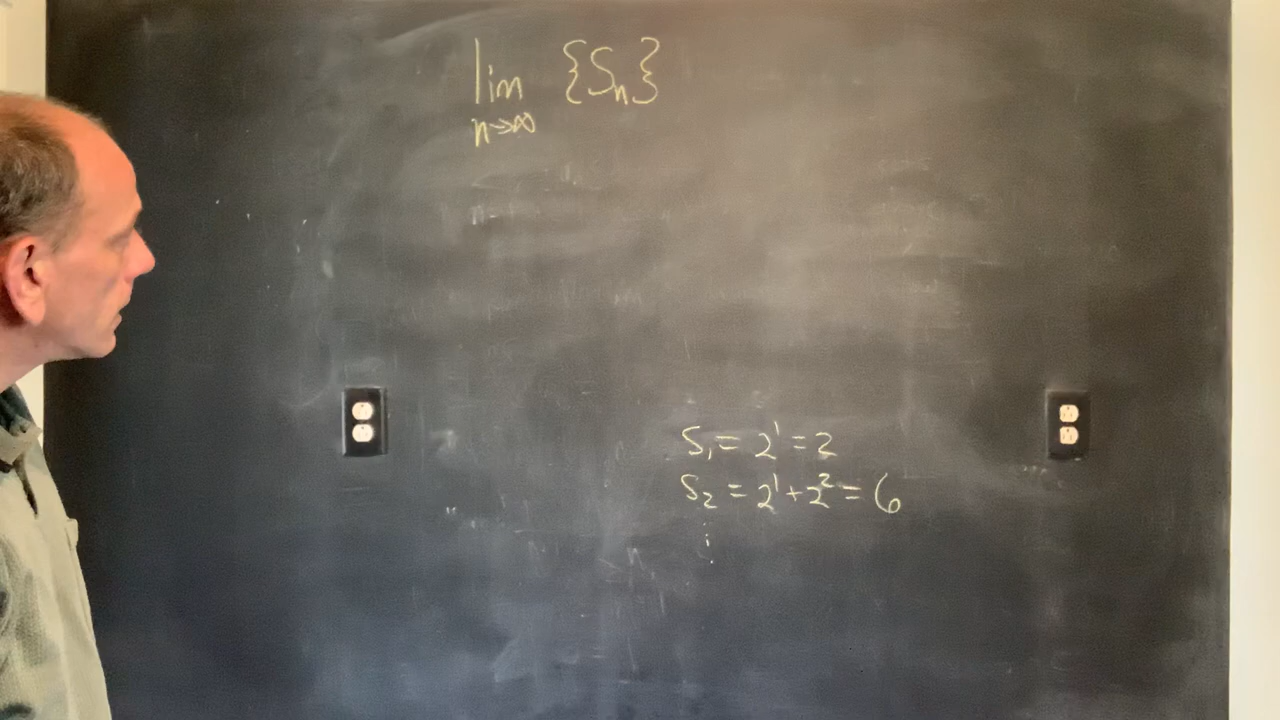 lim {Sn}
n→∞
S₁ = 2¹ = 2
S₂ = 2¹ + 2² = 6
⋮